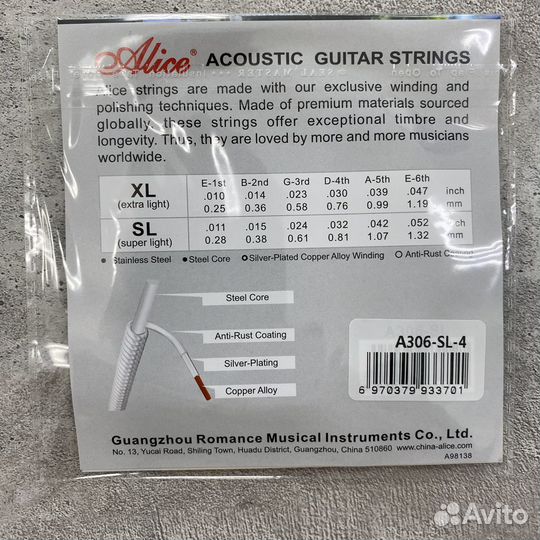 Alice® ACOUSTIC GUITAR STRINGS
Alice strings are made with our exclusive winding and
polishing techniques. Made of premium materials sourced
globally, these strings offer exceptional timbre and
longevity. Thus, they are loved by more and more musicians
worldwide.
E-1st B-2nd G-3rd D-4th A-5th E-6th
XL .010 .014 .023 .030 .039 .047 inch
(extra light) 0.25 0.36 0.58 0.76 0.99 1.19 mm
SL .011 .015 .024 .032 .042 .052 inch
(super light) 0.28 0.38 0.61 0.81 1.07 1.32 mm
Stainless Steel Steel Core Silver-Plated Copper Alloy Winding Anti-Rust Coating
Steel Core
Anti-Rust Coating
Silver-Plating
Copper Alloy
A306-SL-4
6 970379 933701
Guangzhou Romance Musical Instruments Co., Ltd.
No. 13, Yucai Road, Shiling Town, Huadu District, Guangzhou, China 510860 www.china-alice.com
A98138
Avito